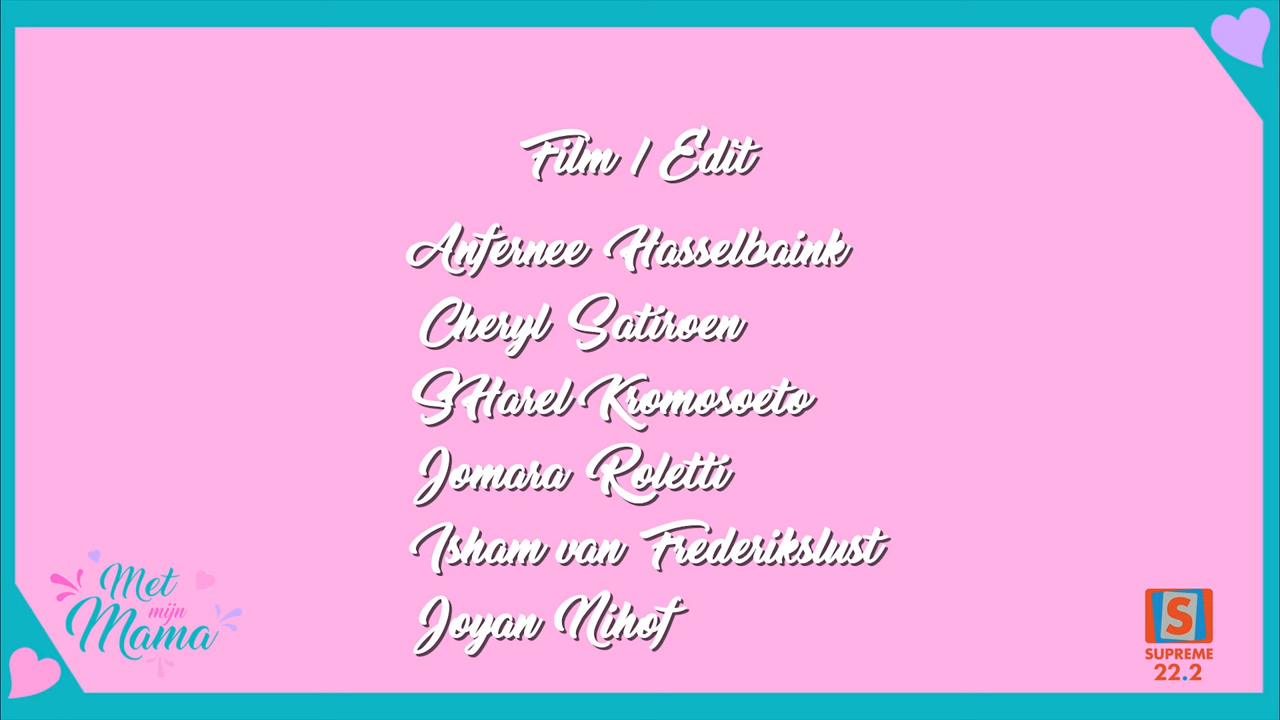 Film / Edit
Anfernee Hasselbaink
Cheryl Satiroen
SHarel Kromosoeto
Jomara Roletti
Isham van Frederikslust
Joyan Nihof
Met
mijn
Mama
S
SUPREME
22.2